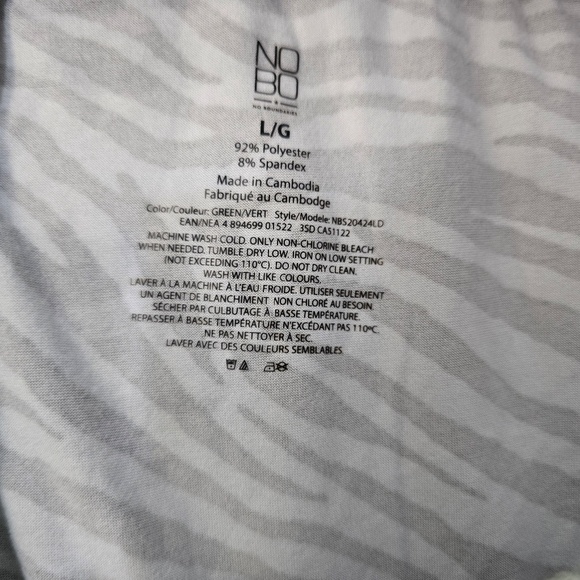 NO
BO
NO BOUNDARIES
L/G
92% Polyester
8% Spandex
Made in Cambodia
Fabriqué au Cambodge
Color/Couleur: GREEN/VERT Style/Modele: NBS20424LD
EAN/NEA 4 894699 01522 3SD CA51122
MACHINE WASH COLD. ONLY NON-CHLORINE BLEACH
WHEN NEEDED. TUMBLE DRY LOW. IRON ON LOW SETTING
(NOT EXCEEDING 110°C). DO NOT DRY CLEAN.
WASH WITH LIKE COLOURS.
LAVER À LA MACHINE À L'EAU FROIDE. UTILISER SEULEMENT
UN AGENT DE BLANCHIMENT NON CHLORÉ AU BESOIN.
SÉCHER PAR CULBUTAGE À BASSE TEMPÉRATURE.
REPASSER À BASSE TEMPÉRATURE N'EXCÉDANT PAS 110°C.
NE PAS NETTOYER À SEC.
LAVER AVEC DES COULEURS SEMBLABLES.